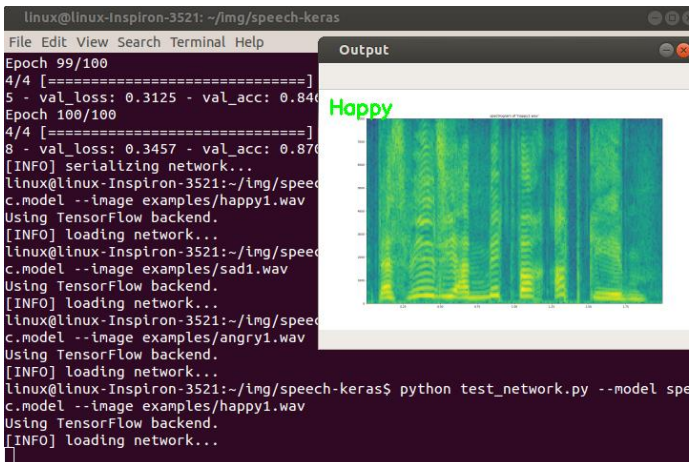 linux@linux-Inspiron-3521: ~/img/speech-keras
File Edit View Search Terminal Help
Epoch 99/100
4/4 [==============================]
5 - val_loss: 0.3125 - val_acc: 0.846
Epoch 100/100
4/4 [==============================]
8 - val_loss: 0.3457 - val_acc: 0.870
[INFO] serializing network...
linux@linux-Inspiron-3521:~/img/speec
c.model --image examples/happy1.wav
Using TensorFlow backend.
[INFO] loading network...
linux@linux-Inspiron-3521:~/img/speec
c.model --image examples/sad1.wav
Using TensorFlow backend.
[INFO] loading network...
linux@linux-Inspiron-3521:~/img/speec
c.model --image examples/angry1.wav
Using TensorFlow backend.
[INFO] loading network...
linux@linux-Inspiron-3521:~/img/speech-keras$ python test_network.py --model spe
c.model --image examples/happy1.wav
Using TensorFlow backend.
[INFO] loading network...
Output
Happy